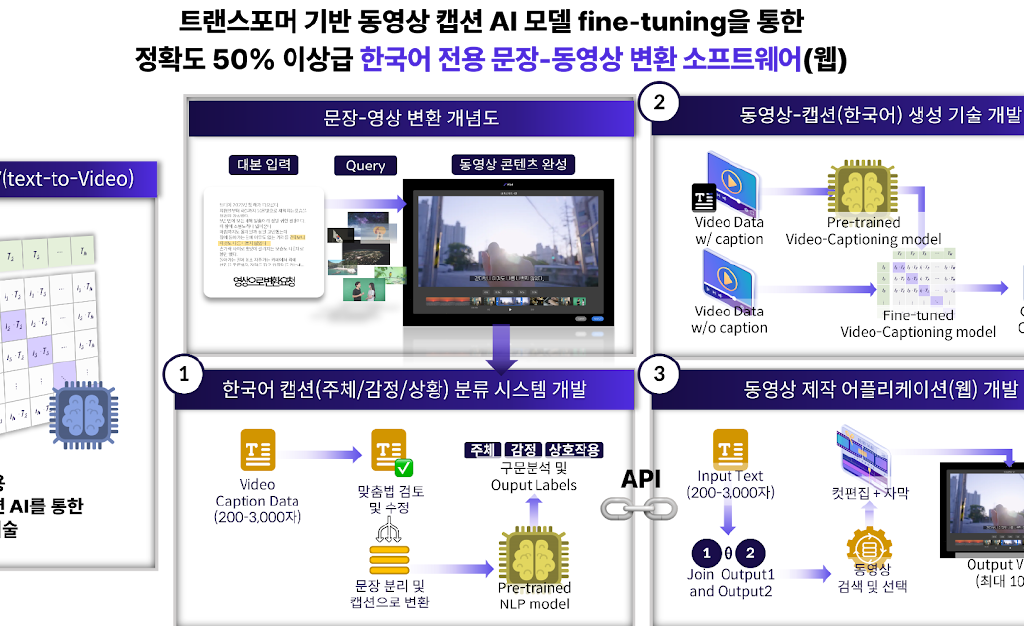 트랜스포머 기반 동영상 캡션 AI 모델 fine-tuning을 통한
정확도 50% 이상급 한국어 전용 문장-동영상 변환 소프트웨어(웹)
(text-to-Video)
AI를 통한
문장-영상 변환 개념도
대본 입력
Query
동영상 콘텐츠 완성
영상으로변환요청
2
동영상-캡션(한국어) 생성 기술 개발
Video Data
w/ caption
Pre-trained
Video-Captioning model
Video Data
w/o caption
Fine-tuned
Video-Captioning model
1
한국어 캡션(주체/감정/상황) 분류 시스템 개발
Video
Caption Data
(200-3,000자)
맞춤법 검토
및 수정
문장 분리 및
캡션으로 변환
주체 감정 상호작용
구문분석 및
Ouput Labels
Pre-trained
NLP model
API
3
동영상 제작 어플리케이션(웹) 개발
Input Text
(200-3,000자)
1 0 2
Join Output1
and Output2
컷편집 + 자막
동영상
검색 및 선택
Output V
(최대 10